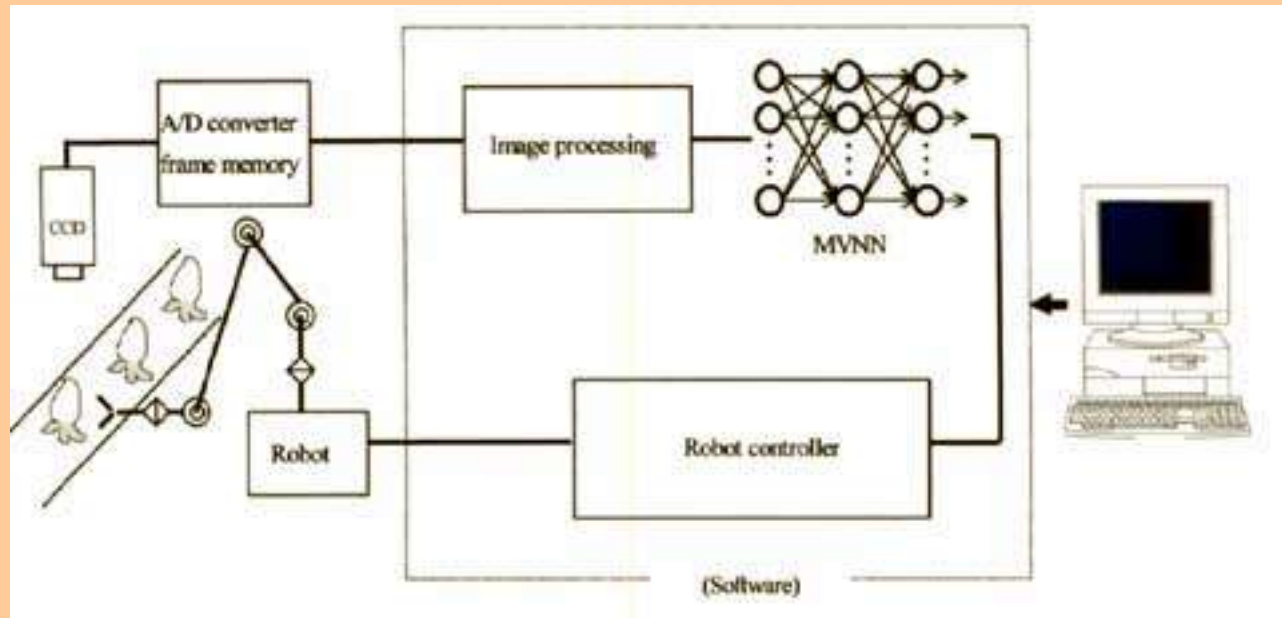 A/D converter
frame memory
CCD
Image processing
MVNN
Robot
Robot controller
(Software)